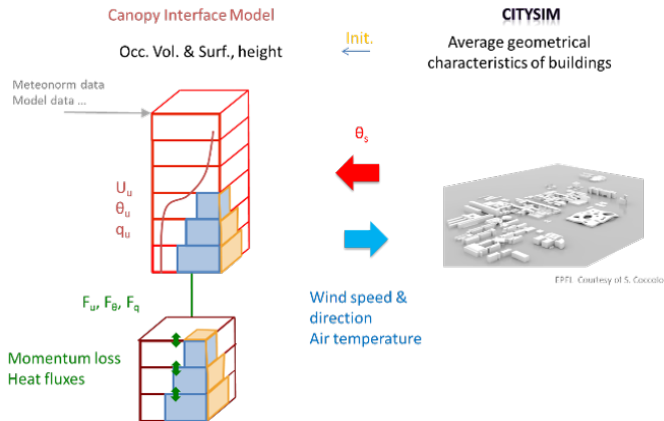 Canopy Interface Model
CITYSIM
Occ. Vol. & Surf., height
Init.
Average geometrical
characteristics of buildings
Meteonorm data
Model data ...
θs
Uu
θu
qu
EPFL Courtesy of S. Coccolo
Fu, Fθ, Fq
Wind speed &
direction
Air temperature
Momentum loss
Heat fluxes